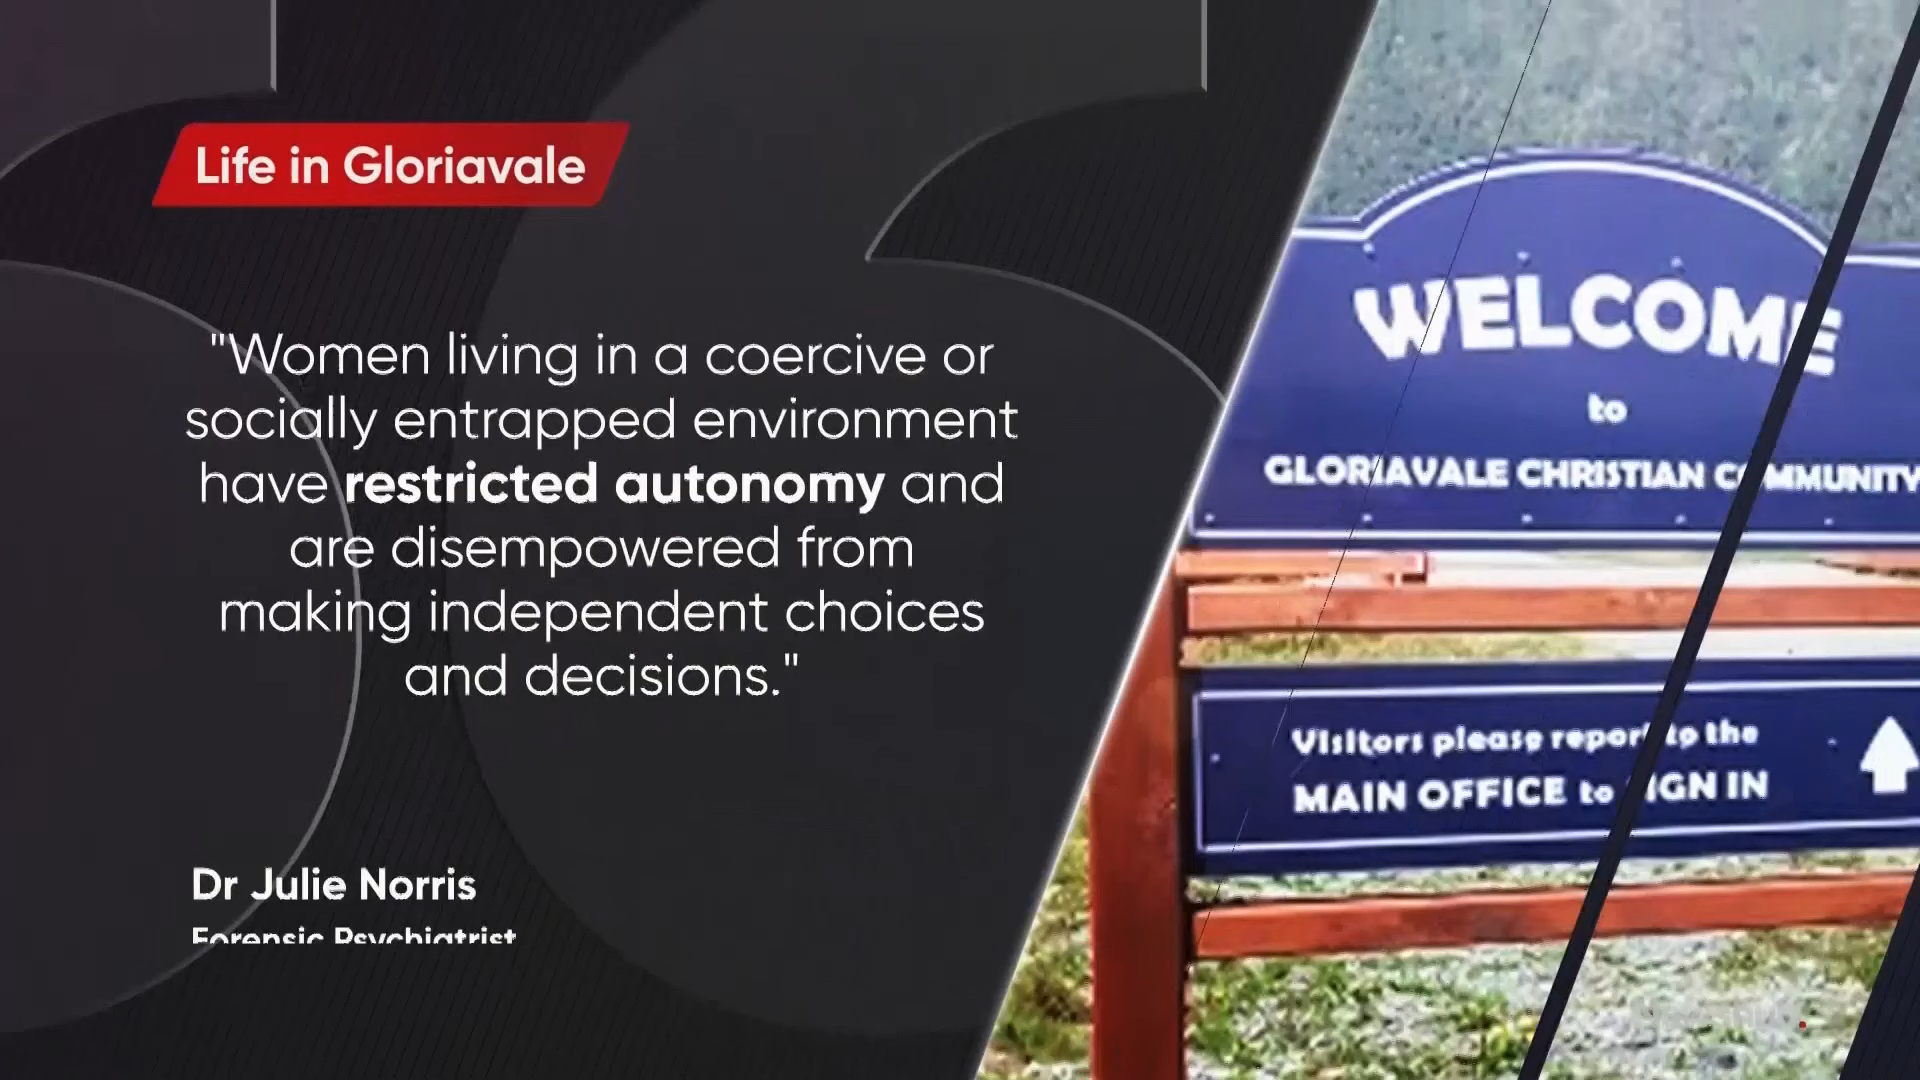 Life in Gloriavale
"Women living in a coercive or
socially entrapped environment
have restricted autonomy and
are disempowered from
making independent choices
and decisions."
Dr Julie Norris
Forensic Psychiatrist
WELCOME
to
GLORIAVALE CHRISTIAN COMMUNITY
Visitors please report to the
MAIN OFFICE to SIGN IN